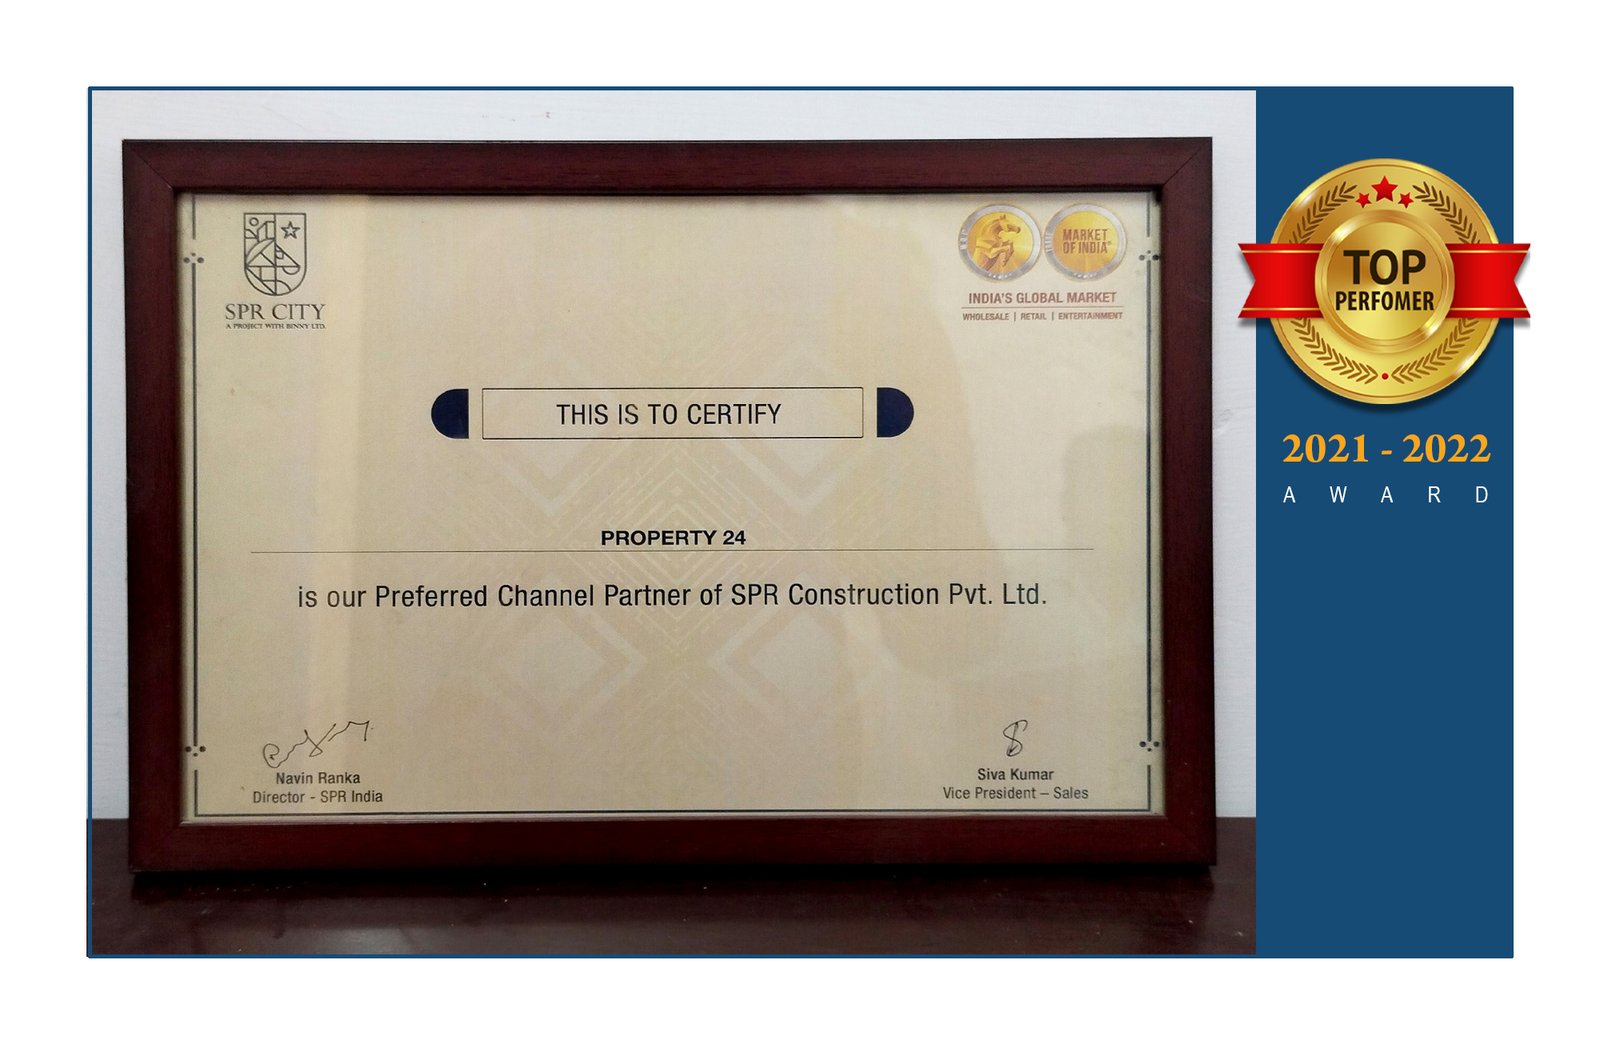 SPR CITY
A PROJECT WITH BINNY LTD.
MARKET
OF INDIA®
INDIA'S GLOBAL MARKET
WHOLESALE | RETAIL | ENTERTAINMENT
THIS IS TO CERTIFY
PROPERTY 24
is our Preferred Channel Partner of SPR Construction Pvt. Ltd.
Navin Ranka
Director - SPR India
Siva Kumar
Vice President – Sales
TOP
PERFOMER
2021 - 2022
AWARD